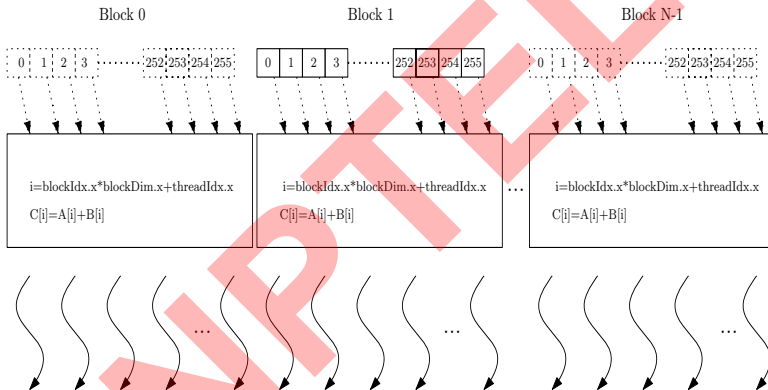 Block 0 Block 1 Block N-1
0 1 2 3 ········ 252 253 254 255 0 1 2 3 ········ 252 253 254 255 0 1 2 3 ········ 252 253 254 255
i=blockIdx.x*blockDim.x+threadIdx.x i=blockIdx.x*blockDim.x+threadIdx.x ... i=blockIdx.x*blockDim.x+threadIdx.x
C[i]=A[i]+B[i] C[i]=A[i]+B[i] C[i]=A[i]+B[i]
... ... ...
NPTEL